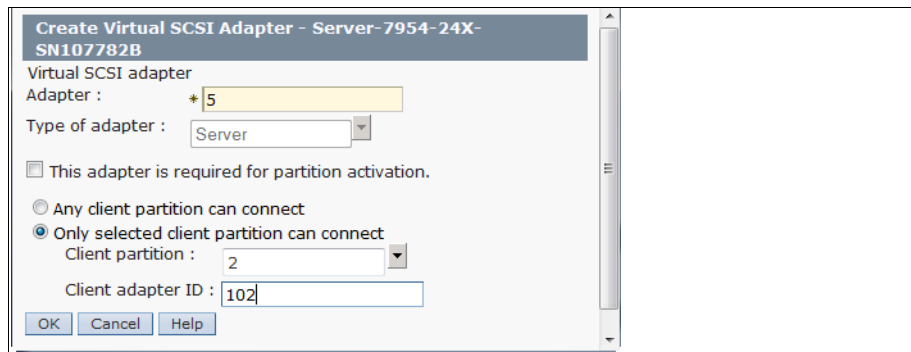 Create Virtual SCSI Adapter - Server-7954-24X-
SN107782B
Virtual SCSI adapter
Adapter : * 5
Type of adapter : Server
This adapter is required for partition activation.
Any client partition can connect
Only selected client partition can connect
Client partition : 2
Client adapter ID : 102
OK Cancel Help